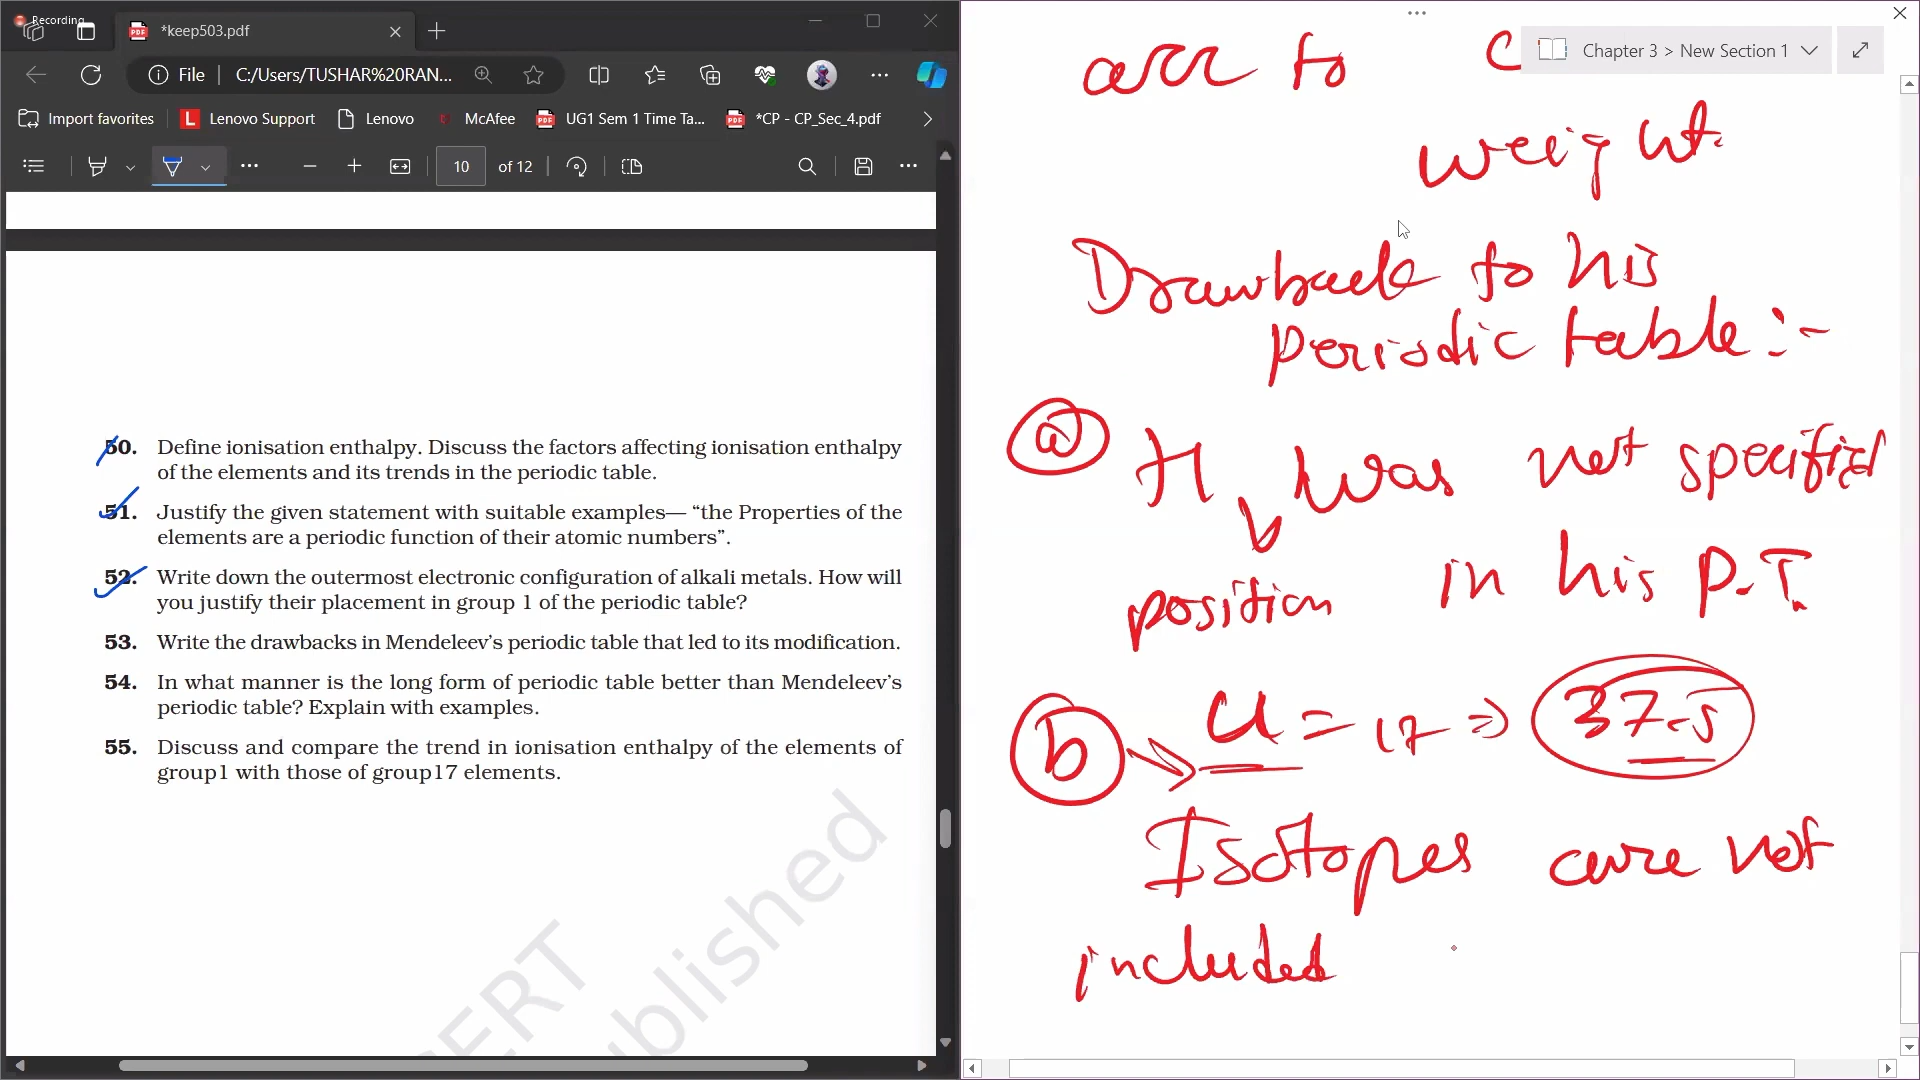 Recording
*keep503.pdf
File
C:/Users/TUSHAR%20RAN...
Import favorites
Lenovo Support
Lenovo
McAfee
UG1 Sem 1 Time Ta...
*CP - CP_Sec_4.pdf
10 of 12
50. Define ionisation enthalpy. Discuss the factors affecting ionisation enthalpy
of the elements and its trends in the periodic table.
51. Justify the given statement with suitable examples— “the Properties of the
elements are a periodic function of their atomic numbers”.
52. Write down the outermost electronic configuration of alkali metals. How will
you justify their placement in group 1 of the periodic table?
53. Write the drawbacks in Mendeleev’s periodic table that led to its modification.
54. In what manner is the long form of periodic table better than Mendeleev’s
periodic table? Explain with examples.
55. Discuss and compare the trend in ionisation enthalpy of the elements of
group1 with those of group17 elements.
blished
Chapter 3 > New Section 1
acc to
weight.
Drawback to his
periodic table :-
(a) H was not specified
position in his P.T.
(b) Cl = 17 => 37.5
Isotopes are not
included